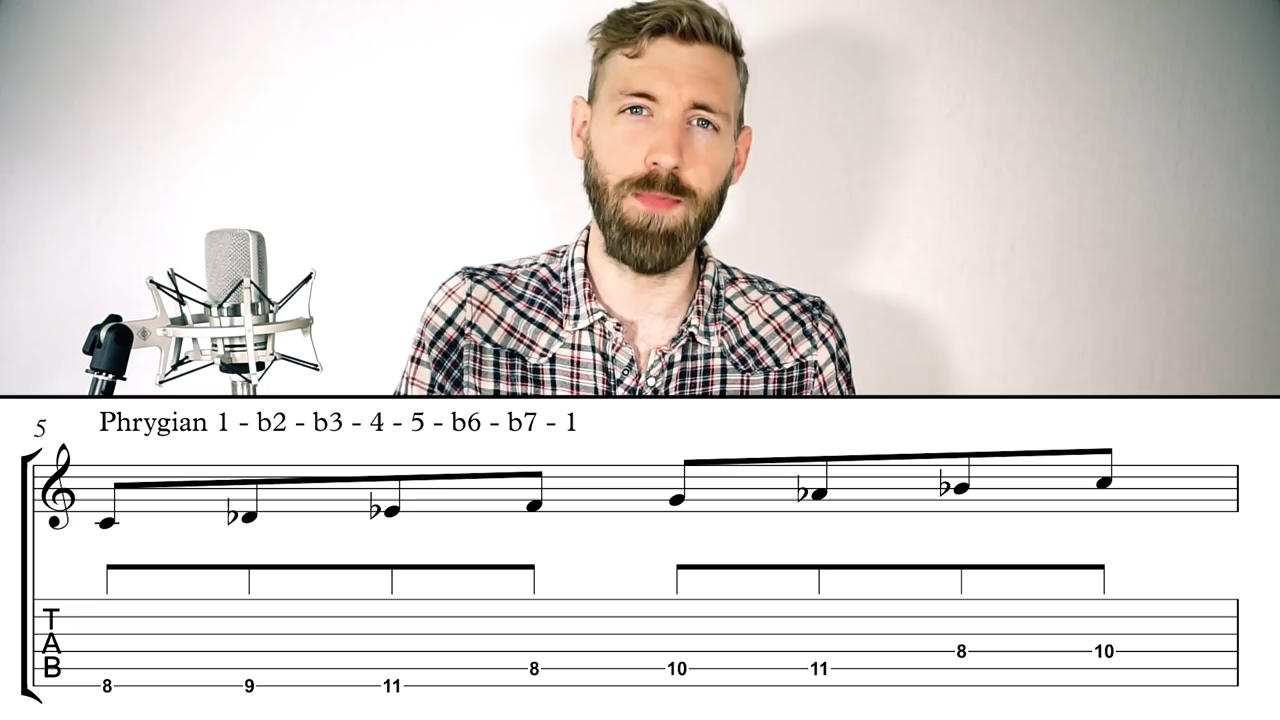 5 Phrygian 1 - b2 - b3 - 4 - 5 - b6 - b7 - 1
T
A 8 10
B 8 10 11
8 9 11